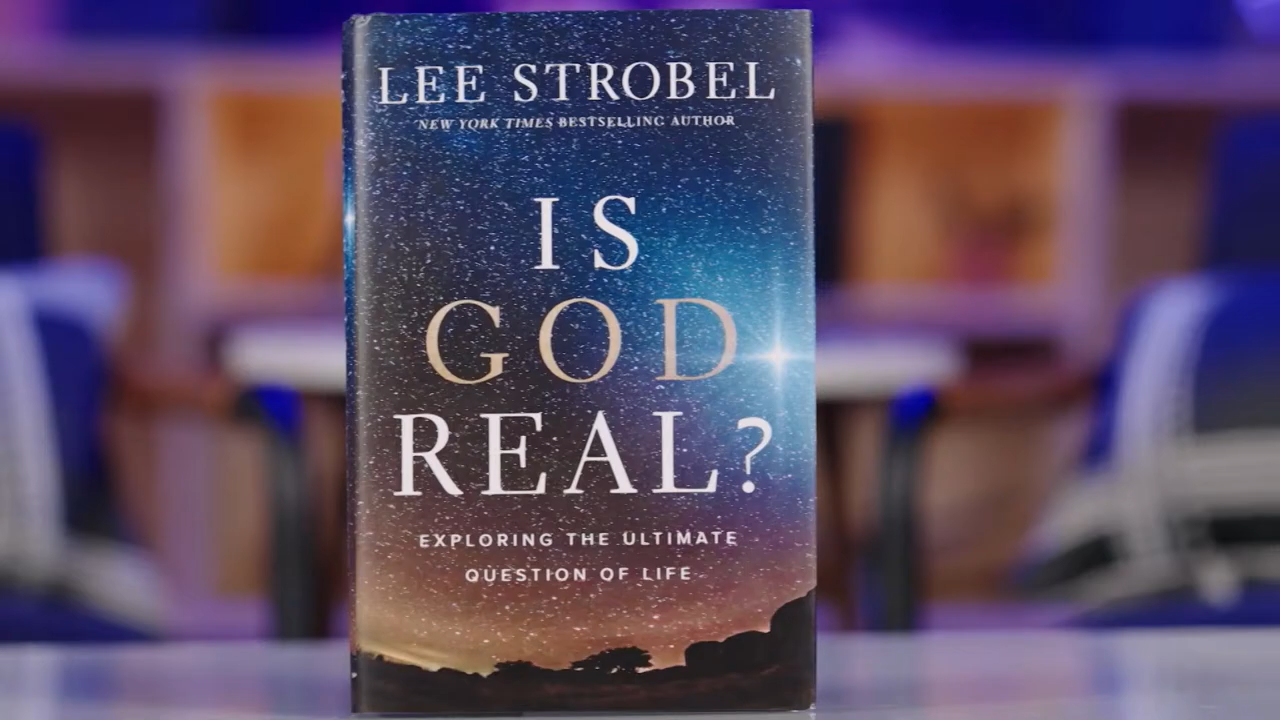 LEE STROBEL
NEW YORK TIMES BESTSELLING AUTHOR
IS
GOD
REAL?
EXPLORING THE ULTIMATE
QUESTION OF LIFE